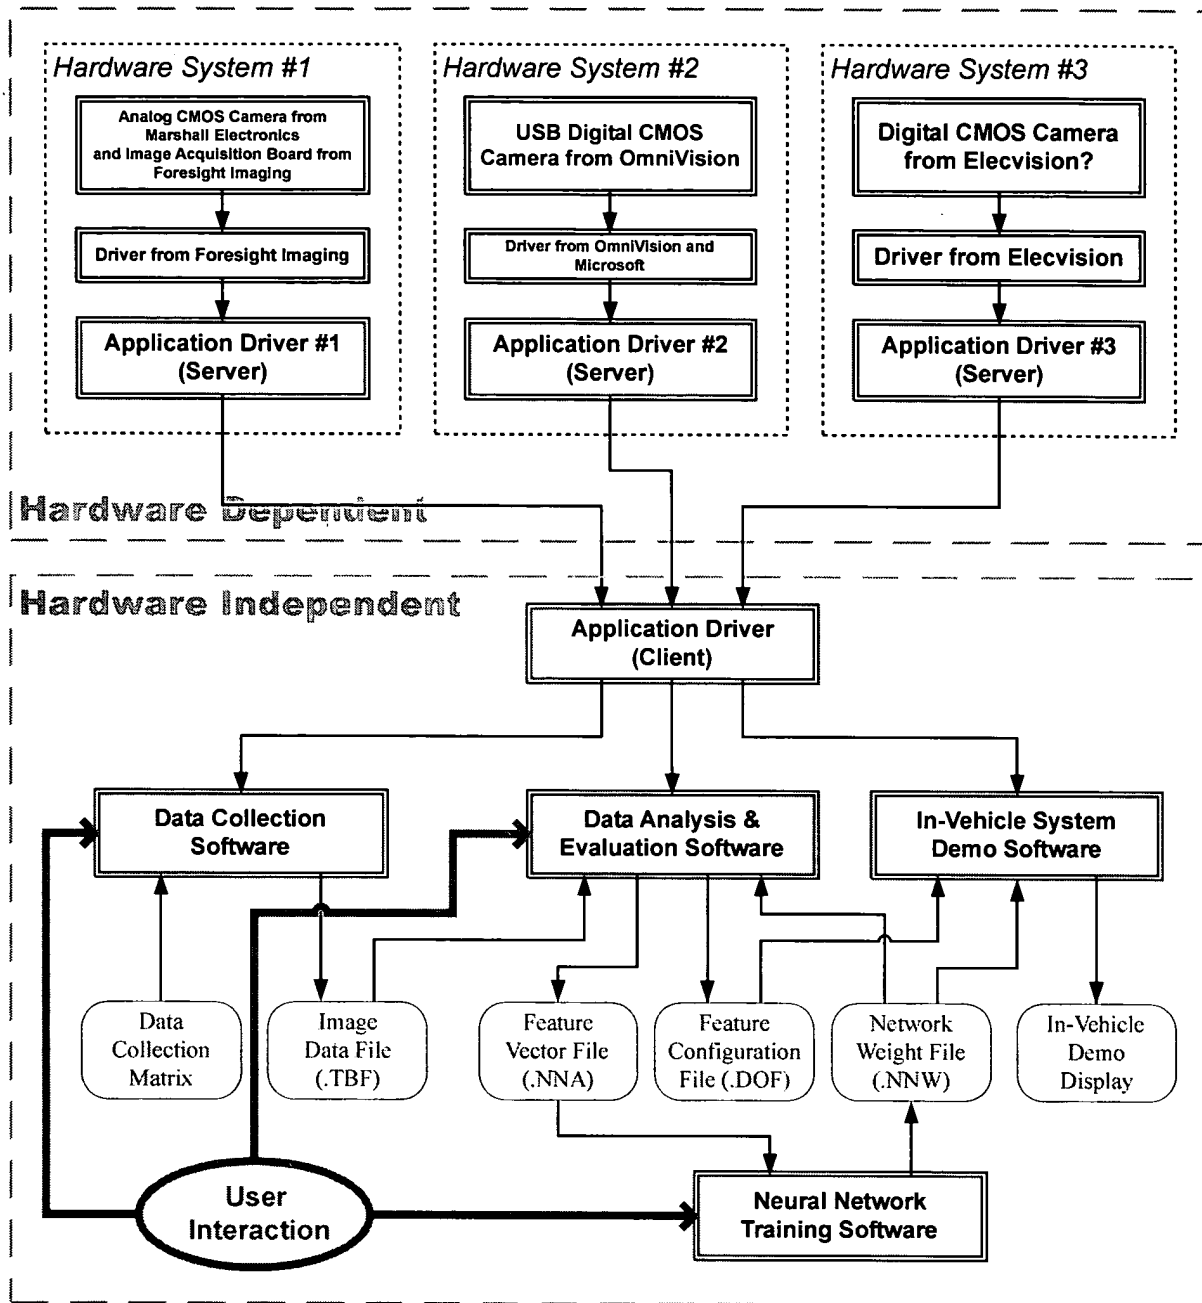 Hardware System #1
Analog CMOS Camera from
Marshall Electronics
and Image Acquisition Board from
Foresight Imaging
Driver from Foresight Imaging
Application Driver #1
(Server)
Hardware System #2
USB Digital CMOS
Camera from OmniVision
Driver from OmniVision and
Microsoft
Application Driver #2
(Server)
Hardware System #3
Digital CMOS Camera
from Elecvision?
Driver from Elecvision
Application Driver #3
(Server)
Hardware Dependent
Hardware Independent
Application Driver
(Client)
Data Collection
Software
Data Analysis &
Evaluation Software
In-Vehicle System
Demo Software
Data
Collection
Matrix
Image
Data File
(.TBF)
Feature
Vector File
(.NNA)
Feature
Configuration
File (.DOF)
Network
Weight File
(.NNW)
In-Vehicle
Demo
Display
User
Interaction
Neural Network
Training Software